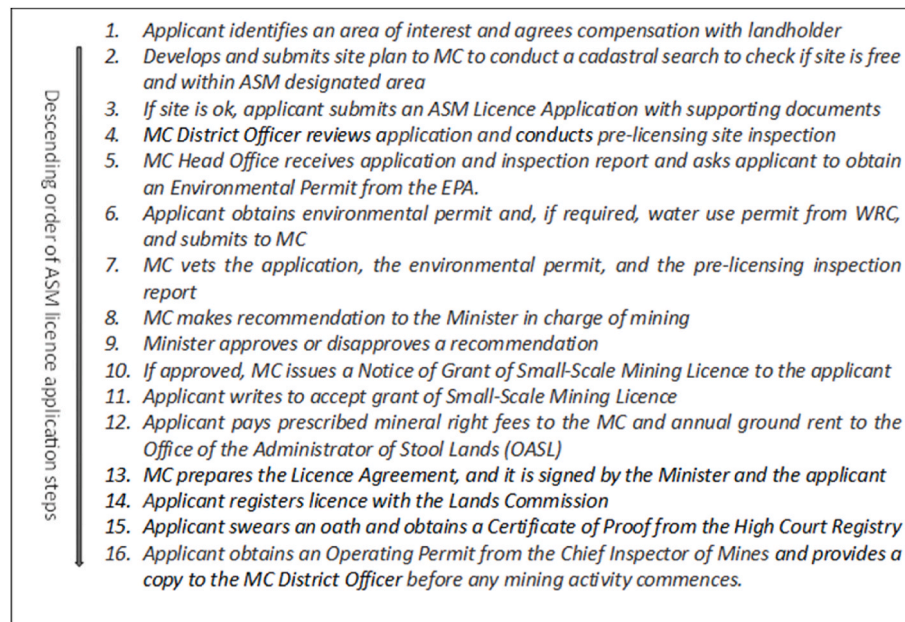 1. Applicant identifies an area of interest and agrees compensation with landholder
2. Develops and submits site plan to MC to conduct a cadastral search to check if site is free
and within ASM designated area
3. If site is ok, applicant submits an ASM Licence Application with supporting documents
4. MC District Officer reviews application and conducts pre-licensing site inspection
5. MC Head Office receives application and inspection report and asks applicant to obtain
an Environmental Permit from the EPA.
6. Applicant obtains environmental permit and, if required, water use permit from WRC,
and submits to MC
7. MC vets the application, the environmental permit, and the pre-licensing inspection
report
8. MC makes recommendation to the Minister in charge of mining
9. Minister approves or disapproves a recommendation
10. If approved, MC issues a Notice of Grant of Small-Scale Mining Licence to the applicant
11. Applicant writes to accept grant of Small-Scale Mining Licence
12. Applicant pays prescribed mineral right fees to the MC and annual ground rent to the
Office of the Administrator of Stool Lands (OASL)
13. MC prepares the Licence Agreement, and it is signed by the Minister and the applicant
14. Applicant registers licence with the Lands Commission
15. Applicant swears an oath and obtains a Certificate of Proof from the High Court Registry
16. Applicant obtains an Operating Permit from the Chief Inspector of Mines and provides a
copy to the MC District Officer before any mining activity commences.
Descending order of ASM licence application steps